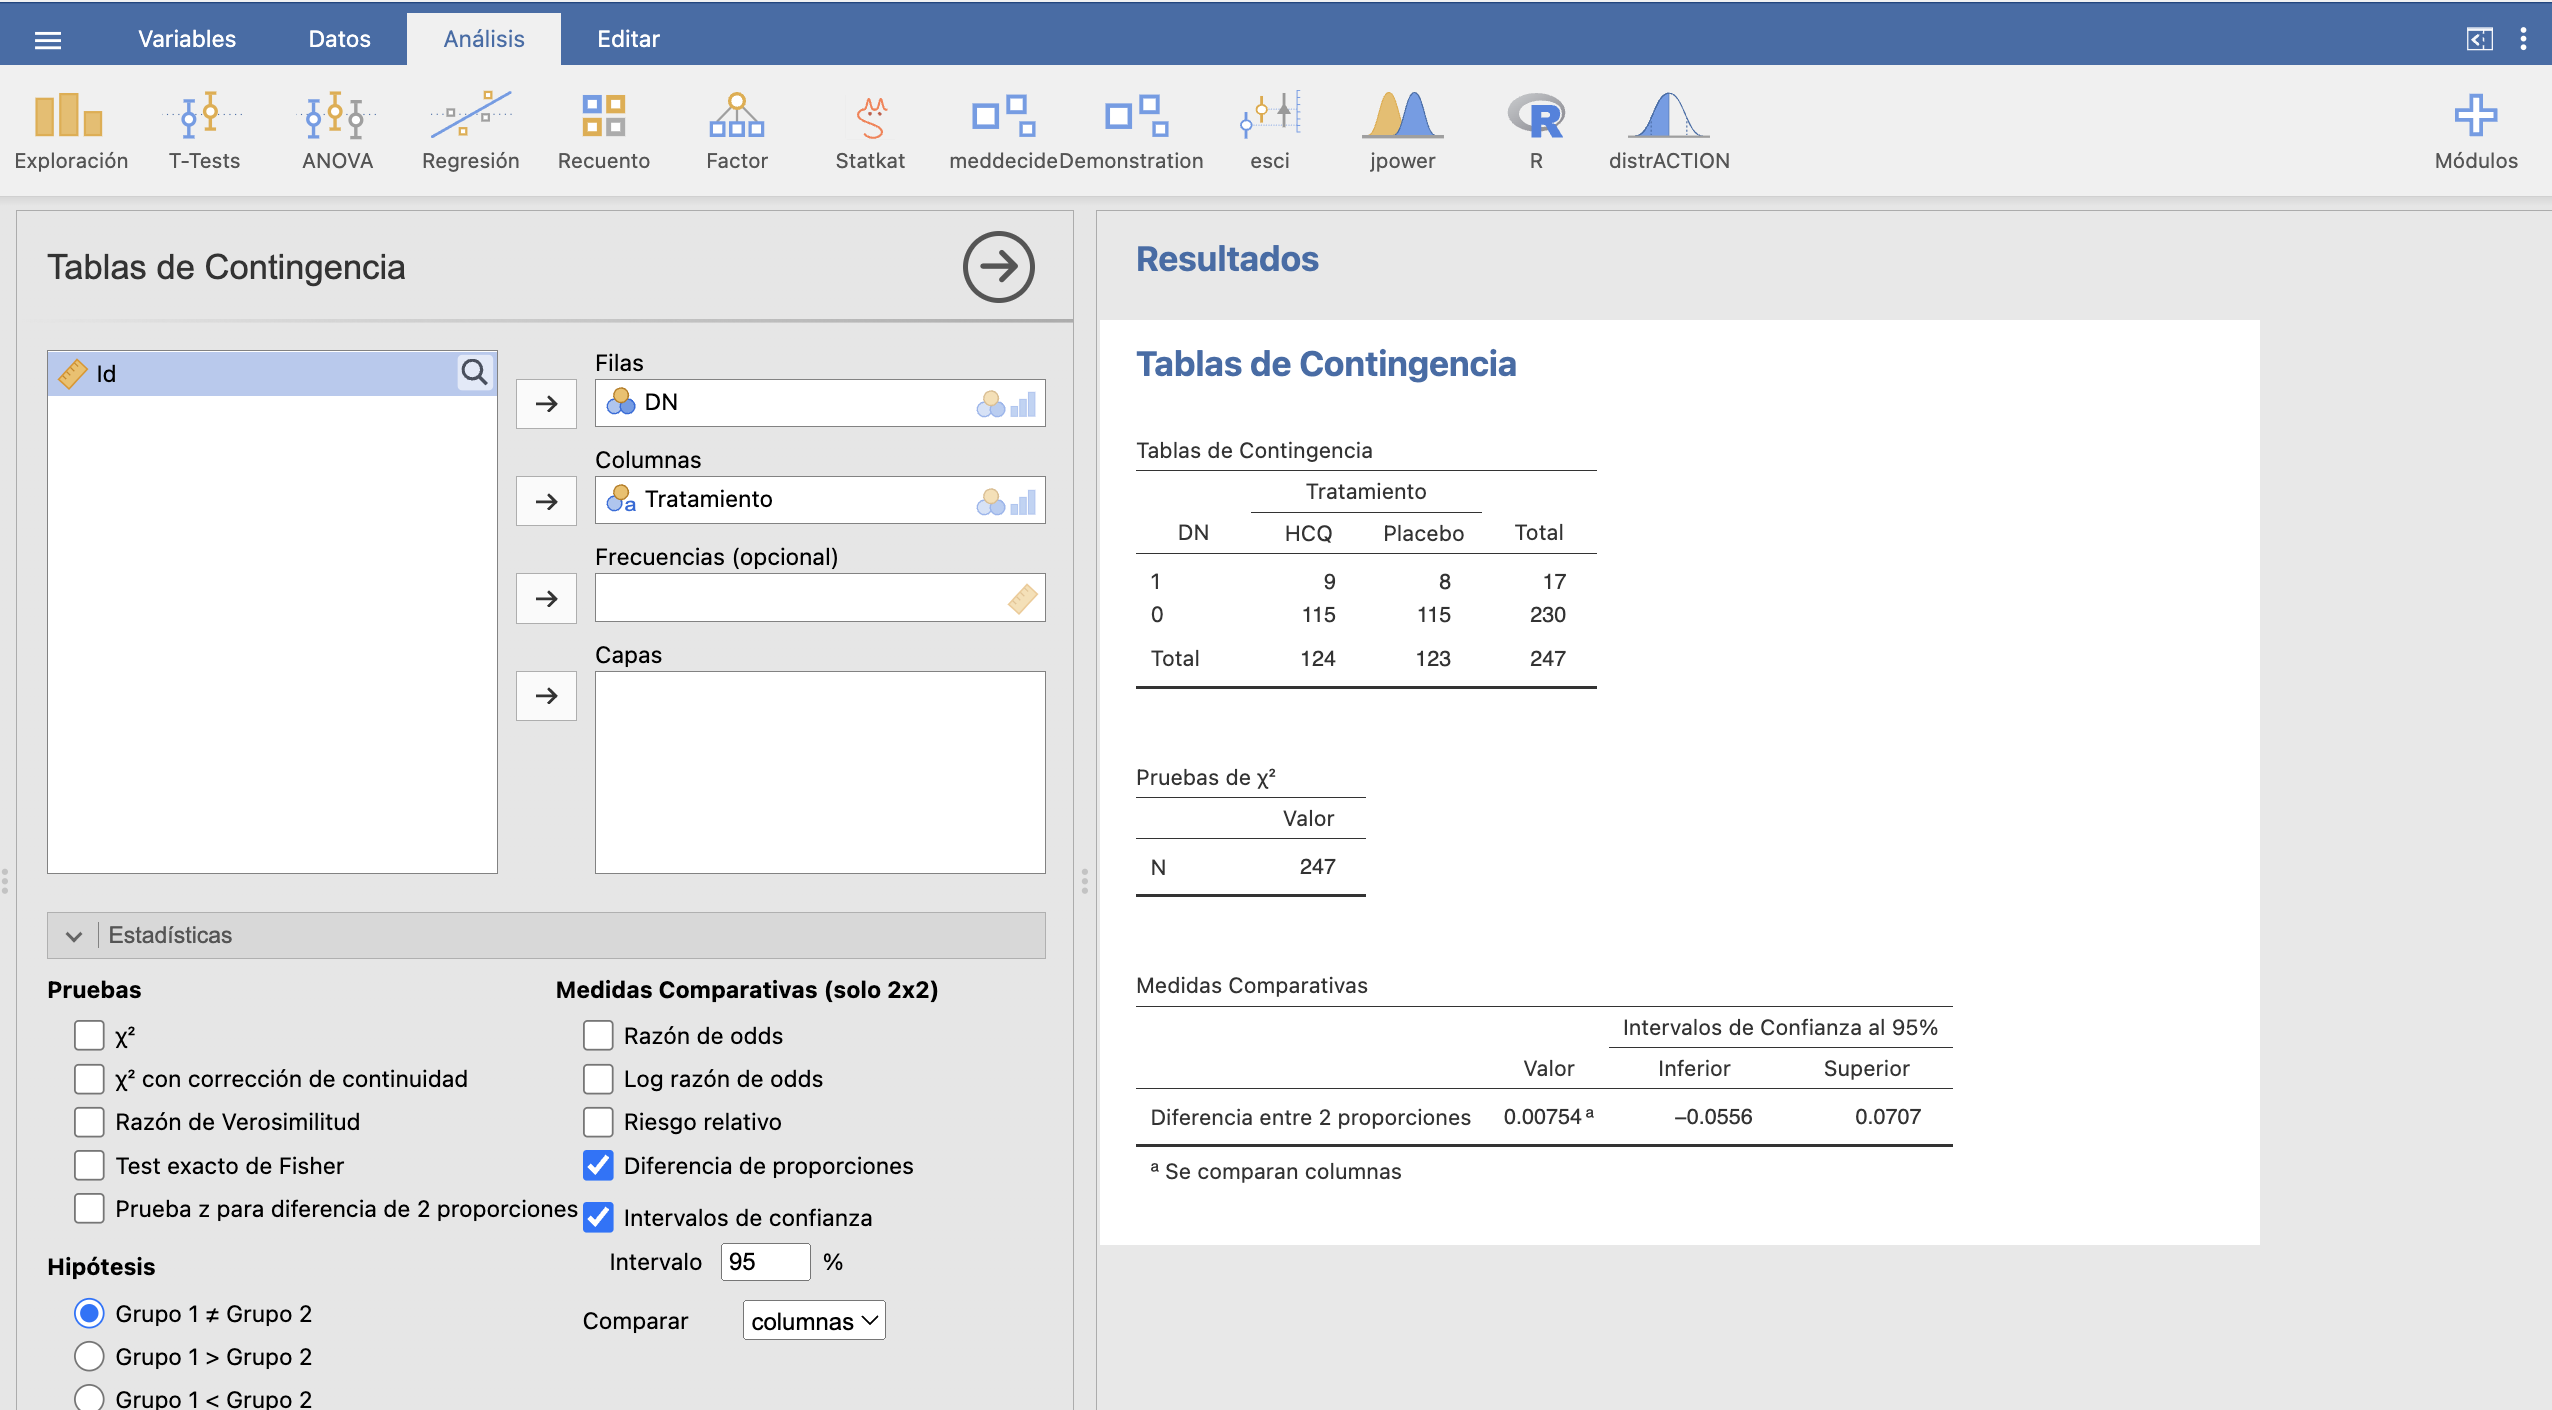 Variables Datos Análisis Editar
Exploración T-Tests ANOVA Regresión Recuento Factor Statkat meddecide Demonstration esci jpower R distrACTION Módulos
Tablas de Contingencia
Id
Filas
DN
Columnas
a Tratamiento
Frecuencias (opcional)
Capas
Estadísticas
Pruebas
χ²
χ² con corrección de continuidad
Razón de Verosimilitud
Test exacto de Fisher
Prueba z para diferencia de 2 proporciones
Hipótesis
Grupo 1 ≠ Grupo 2
Grupo 1 > Grupo 2
Grupo 1 < Grupo 2
Medidas Comparativas (solo 2x2)
Razón de odds
Log razón de odds
Riesgo relativo
Diferencia de proporciones
Intervalos de confianza
Intervalo 95 %
Comparar columnas
Resultados
Tablas de Contingencia
Tablas de Contingencia
Tratamiento
DN HCQ Placebo Total
1 9 8 17
0 115 115 230
Total 124 123 247
Pruebas de χ²
Valor
N 247
Medidas Comparativas
Intervalos de Confianza al 95%
Valor Inferior Superior
Diferencia entre 2 proporciones 0.00754 ᵃ −0.0556 0.0707
ᵃ Se comparan columnas